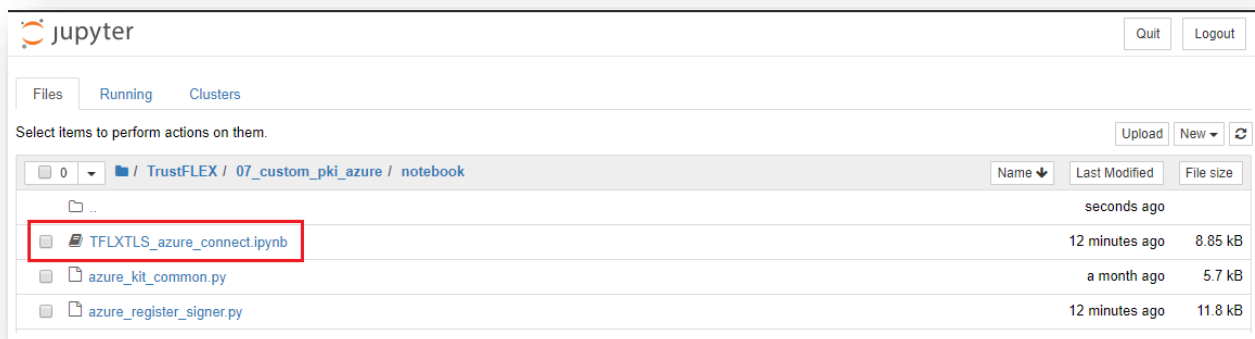 jupyter Quit Logout
Files Running Clusters
Select items to perform actions on them. Upload New
0 / TrustFLEX / 07_custom_pki_azure / notebook Name Last Modified File size
.. seconds ago
TFLXTLS_azure_connect.ipynb 12 minutes ago 8.85 kB
azure_kit_common.py a month ago 5.7 kB
azure_register_signer.py 12 minutes ago 11.8 kB